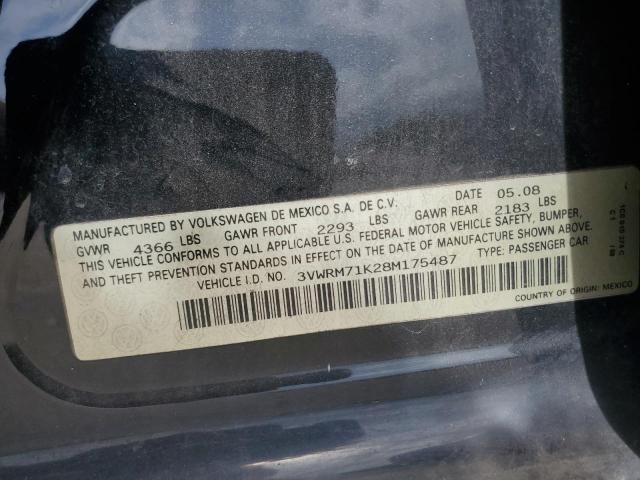 MANUFACTURED BY VOLKSWAGEN DE MEXICO S.A. DE C.V. DATE 05.08
GVWR 4366 LBS GAWR FRONT 2293 LBS GAWR REAR 2183 LBS
THIS VEHICLE CONFORMS TO ALL APPLICABLE U.S. FEDERAL MOTOR VEHICLE SAFETY, BUMPER,
AND THEFT PREVENTION STANDARDS IN EFFECT ON THE DATE OF MANUFACTURE SHOWN ABOVE.
VEHICLE I.D. NO. 3VWRM71K28M175487 TYPE: PASSENGER CAR
COUNTRY OF ORIGIN: MEXICO